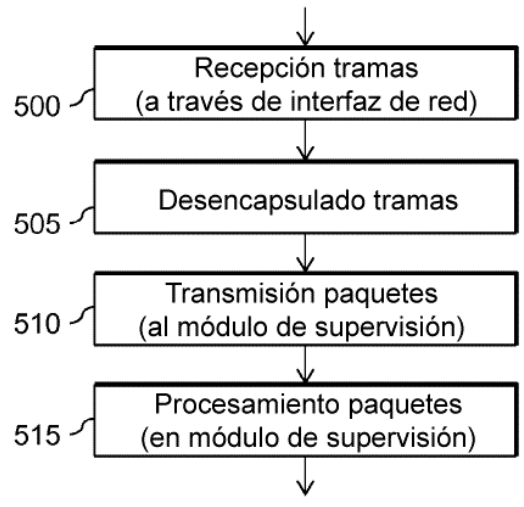 Recepción tramas
(a través de interfaz de red)
500
Desencapsulado tramas
505
Transmisión paquetes
(al módulo de supervisión)
510
Procesamiento paquetes
(en módulo de supervisión)
515